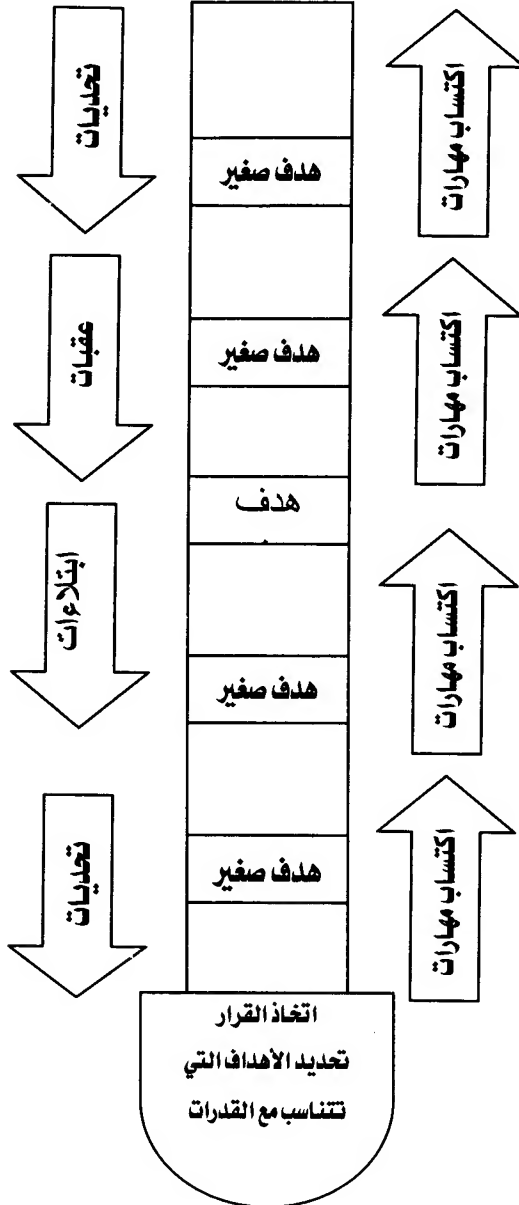 تحديات
اكتساب مهارات
هدف صغير
عقبات
اكتساب مهارات
هدف صغير
هدف
ابتلاءات
اكتساب مهارات
هدف صغير
تحديات
اكتساب مهارات
هدف صغير
اتخاذ القرار
تحديد الأهداف التي
تتناسب مع القدرات